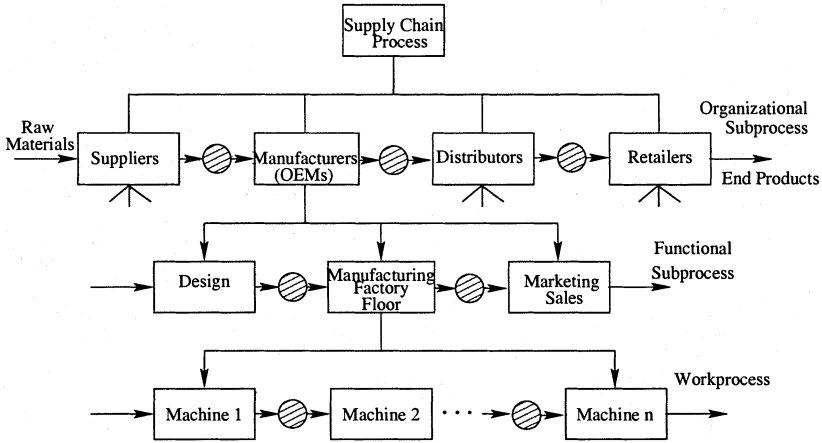 Supply Chain
Process
Raw
Materials
Suppliers
Manufacturers
(OEMs)
Distributors
Retailers
Organizational
Subprocess
End Products
Design
Manufacturing
Factory
Floor
Marketing
Sales
Functional
Subprocess
Machine 1
Machine 2
· · · ·
Machine n
Workprocess